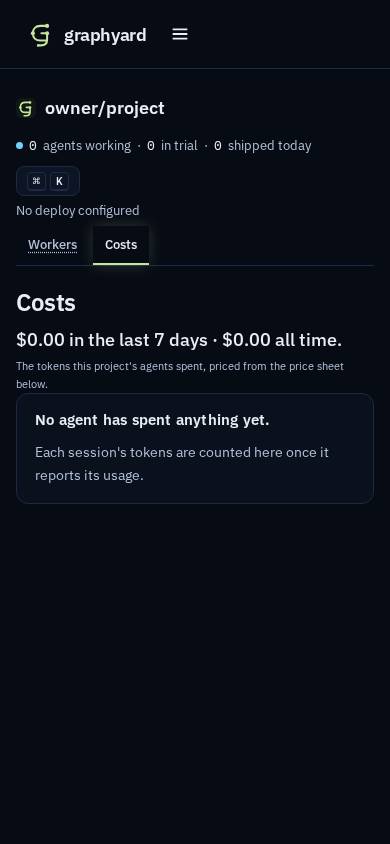 graphyard
owner/project
0 agents working · 0 in trial · 0 shipped today
⌘ K
No deploy configured
Workers Costs
Costs
$0.00 in the last 7 days · $0.00 all time.
The tokens this project's agents spent, priced from the price sheet
below.
No agent has spent anything yet.
Each session's tokens are counted here once it
reports its usage.